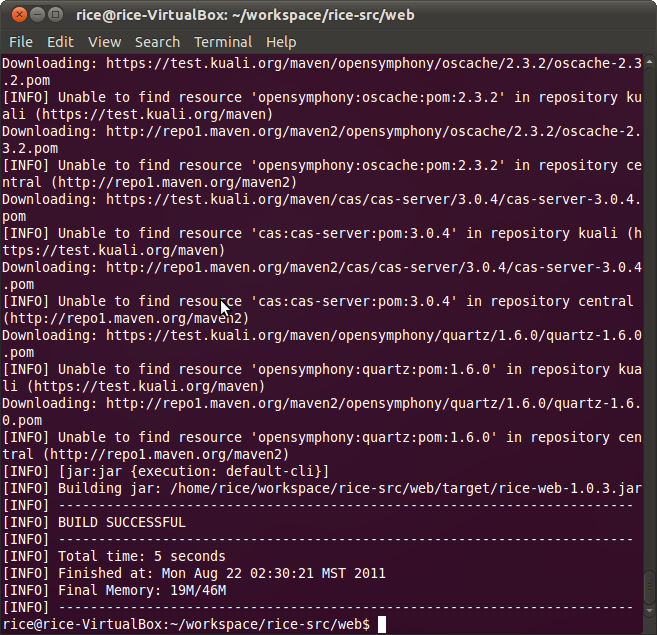 rice@rice-VirtualBox: ~/workspace/rice-src/web
File Edit View Search Terminal Help
Downloading: https://test.kuali.org/maven/opensymphony/oscache/2.3.2/oscache-2.3
.2.pom
[INFO] Unable to find resource 'opensymphony:oscache:pom:2.3.2' in repository ku
ali (https://test.kuali.org/maven)
Downloading: http://repo1.maven.org/maven2/opensymphony/oscache/2.3.2/oscache-2.
3.2.pom
[INFO] Unable to find resource 'opensymphony:oscache:pom:2.3.2' in repository ce
ntral (http://repo1.maven.org/maven2)
Downloading: https://test.kuali.org/maven/cas/cas-server/3.0.4/cas-server-3.0.4.
pom
[INFO] Unable to find resource 'cas:cas-server:pom:3.0.4' in repository kuali (h
ttps://test.kuali.org/maven)
Downloading: http://repo1.maven.org/maven2/cas/cas-server/3.0.4/cas-server-3.0.4
.pom
[INFO] Unable to find resource 'cas:cas-server:pom:3.0.4' in repository central
(http://repo1.maven.org/maven2)
Downloading: https://test.kuali.org/maven/opensymphony/quartz/1.6.0/quartz-1.6.0
.pom
[INFO] Unable to find resource 'opensymphony:quartz:pom:1.6.0' in repository kua
li (https://test.kuali.org/maven)
Downloading: http://repo1.maven.org/maven2/opensymphony/quartz/1.6.0/quartz-1.6.
0.pom
[INFO] Unable to find resource 'opensymphony:quartz:pom:1.6.0' in repository cen
tral (http://repo1.maven.org/maven2)
[INFO] [jar:jar {execution: default-cli}]
[INFO] Building jar: /home/rice/workspace/rice-src/web/target/rice-web-1.0.3.jar
[INFO] ------------------------------------------------------------------------
[INFO] BUILD SUCCESSFUL
[INFO] ------------------------------------------------------------------------
[INFO] Total time: 5 seconds
[INFO] Finished at: Mon Aug 22 02:30:21 MST 2011
[INFO] Final Memory: 19M/46M
[INFO] ------------------------------------------------------------------------
rice@rice-VirtualBox:~/workspace/rice-src/web$